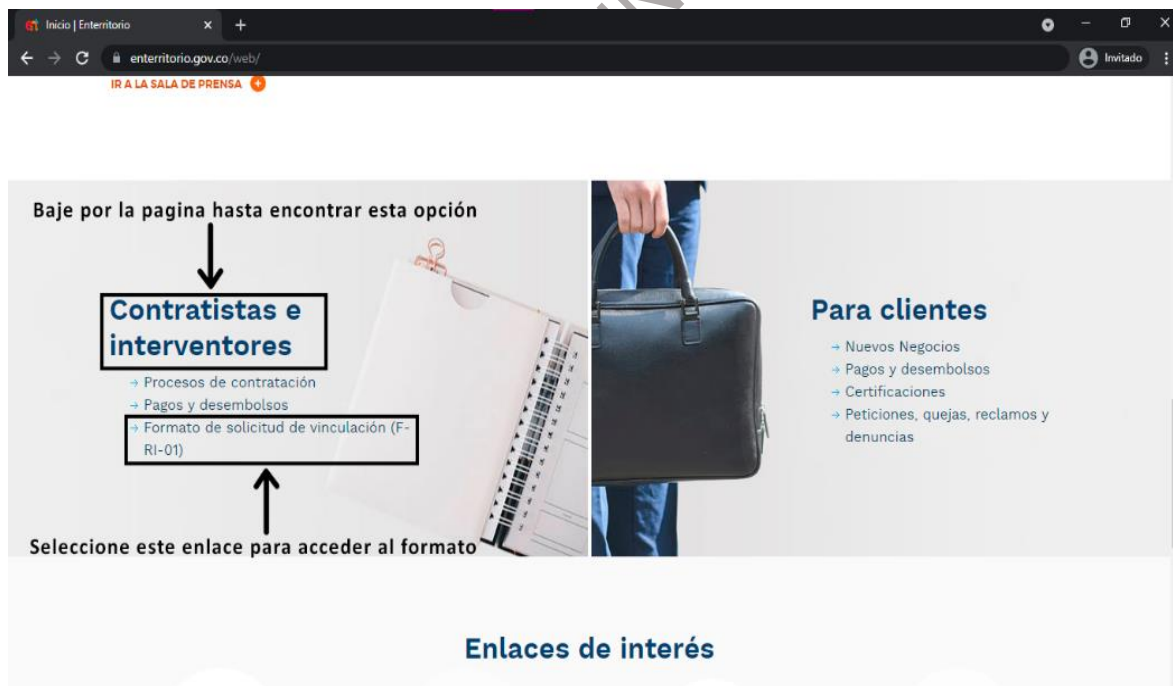 Inicio | Enterritorio
enterritorio.gov.co/web/
Invitado
IR A LA SALA DE PRENSA
Baje por la pagina hasta encontrar esta opción
Contratistas e
interventores
→ Procesos de contratación
→ Pagos y desembolsos
→ Formato de solicitud de vinculación (F-
RI-01)
Seleccione este enlace para acceder al formato
Para clientes
→ Nuevos Negocios
→ Pagos y desembolsos
→ Certificaciones
→ Peticiones, quejas, reclamos y
denuncias
Enlaces de interés